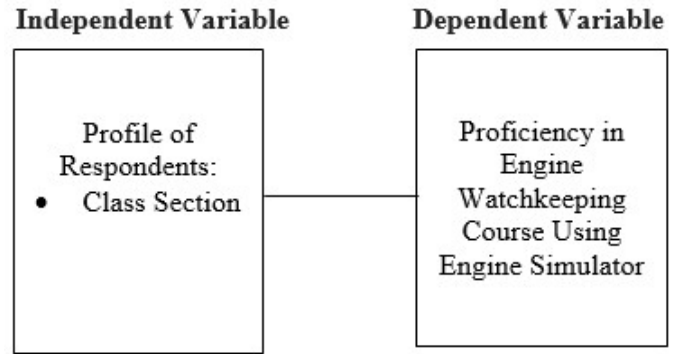 Independent Variable
Dependent Variable
Profile of
Respondents:
• Class Section
Proficiency in
Engine
Watchkeeping
Course Using
Engine Simulator